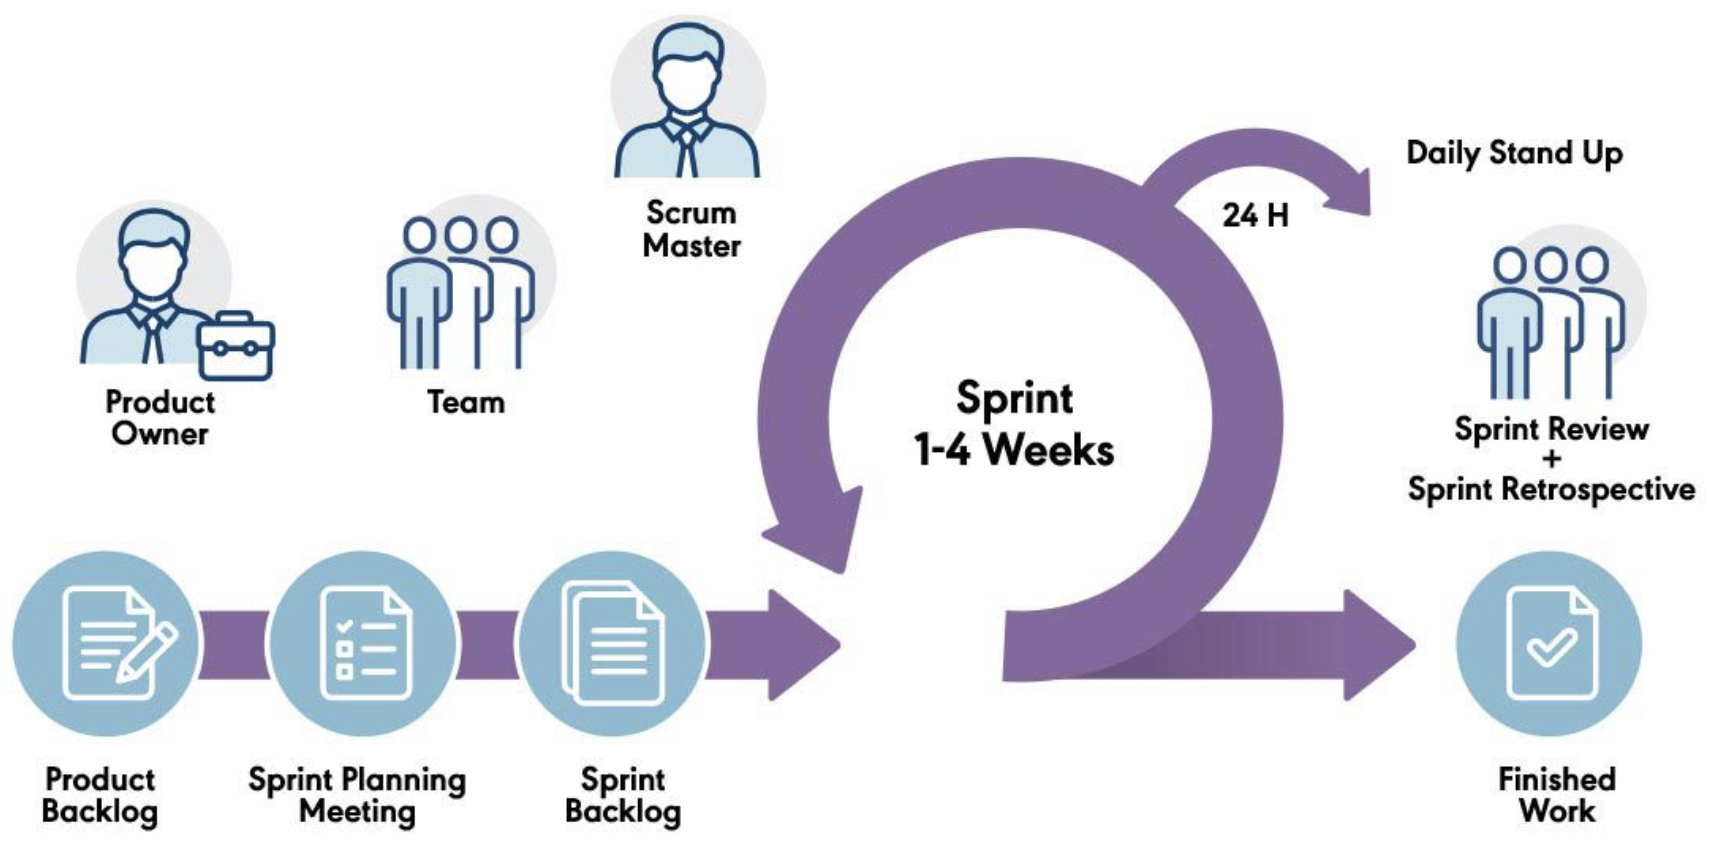 Scrum
Master
Daily Stand Up
24 H
Product
Owner
Team
Sprint
1-4 Weeks
Sprint Review
+
Sprint Retrospective
Product
Backlog
Sprint Planning
Meeting
Sprint
Backlog
Finished
Work